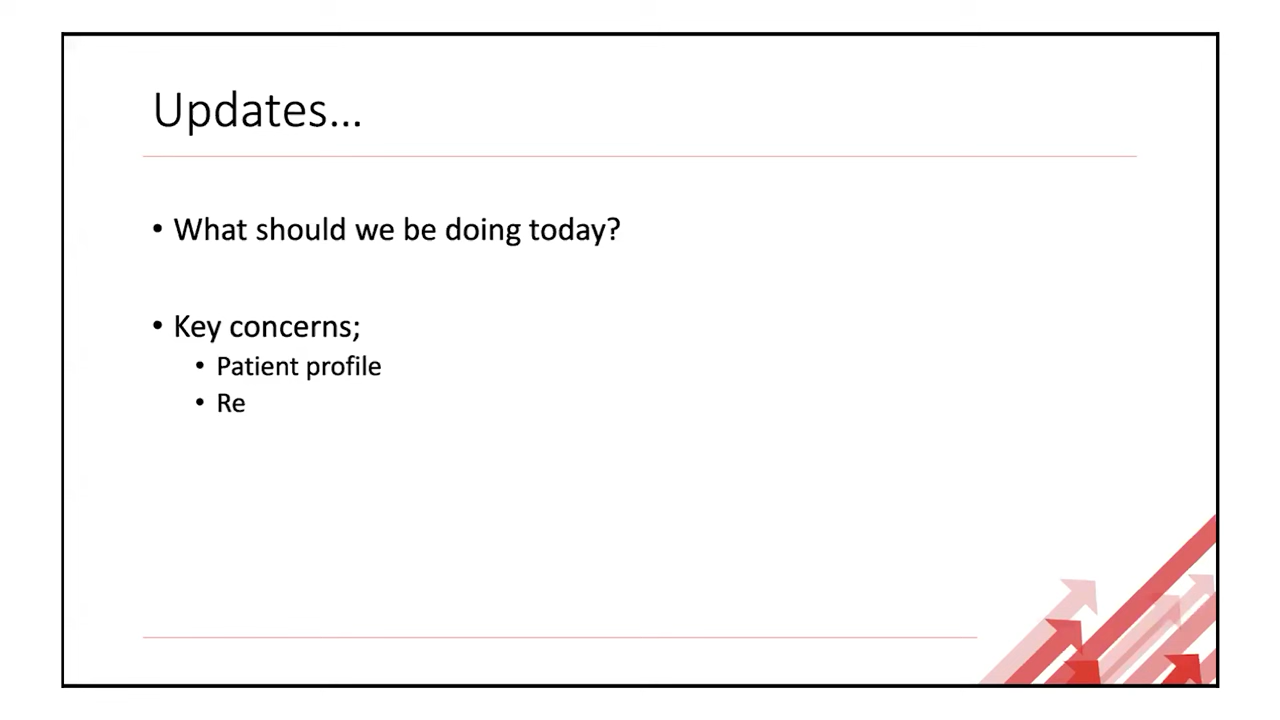 Updates...
• What should we be doing today?
• Key concerns;
• Patient profile
• Re